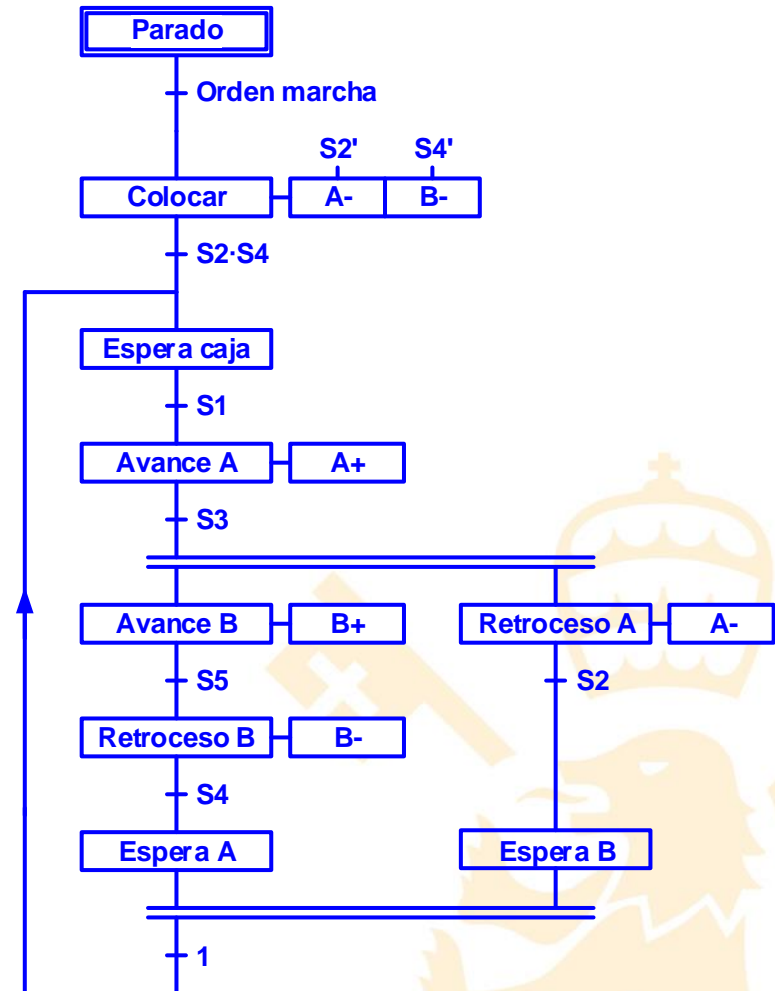 Parado
Orden marcha
S2' S4'
Colocar A- B-
S2·S4
Espera caja
S1
Avance A A+
S3
Avance B B+ Retroceso A A-
S5 S2
Retroceso B B-
S4
Espera A Espera B
1